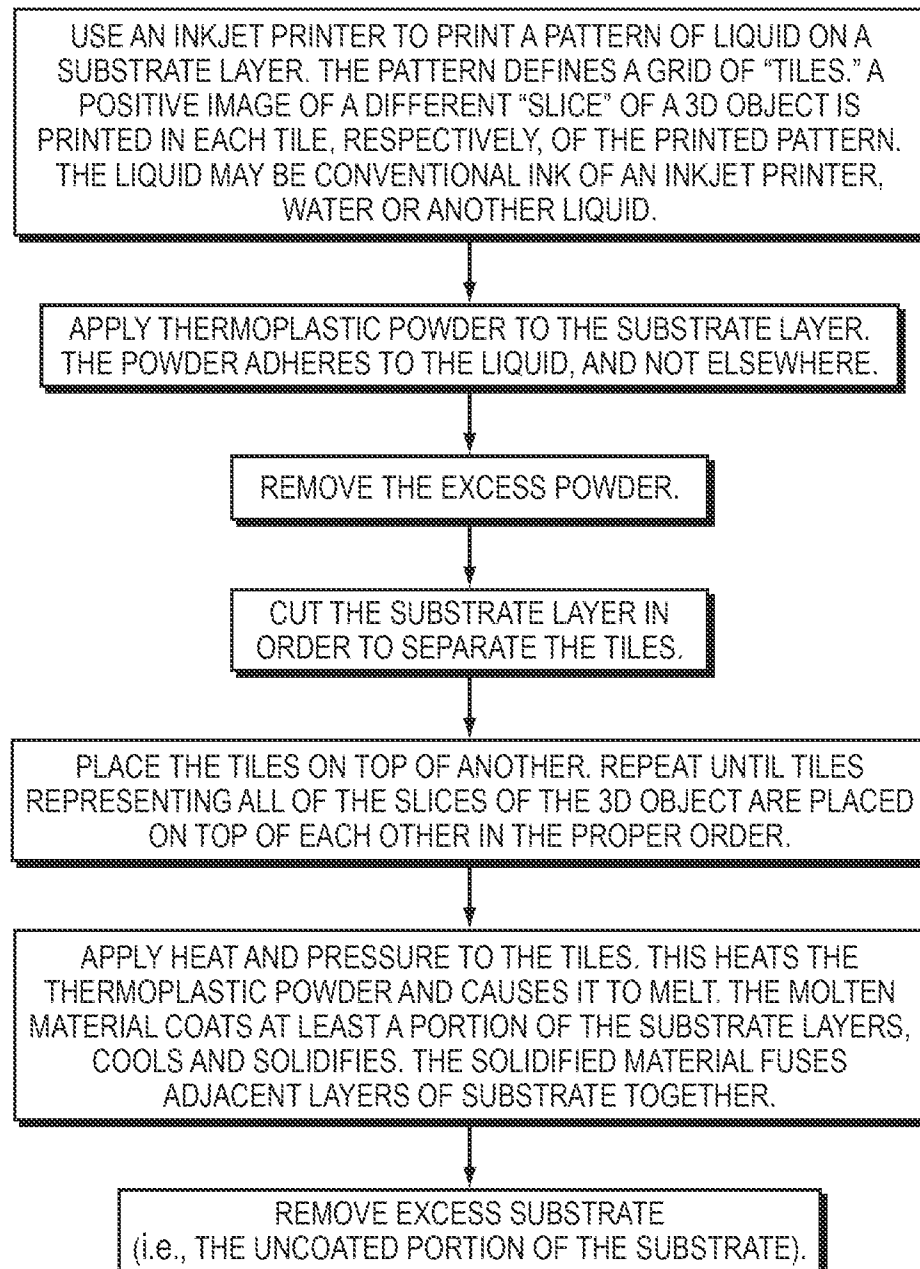 USE AN INKJET PRINTER TO PRINT A PATTERN OF LIQUID ON A
SUBSTRATE LAYER. THE PATTERN DEFINES A GRID OF “TILES.” A
POSITIVE IMAGE OF A DIFFERENT “SLICE” OF A 3D OBJECT IS
PRINTED IN EACH TILE, RESPECTIVELY, OF THE PRINTED PATTERN.
THE LIQUID MAY BE CONVENTIONAL INK OF AN INKJET PRINTER,
WATER OR ANOTHER LIQUID.
APPLY THERMOPLASTIC POWDER TO THE SUBSTRATE LAYER.
THE POWDER ADHERES TO THE LIQUID, AND NOT ELSEWHERE.
REMOVE THE EXCESS POWDER.
CUT THE SUBSTRATE LAYER IN
ORDER TO SEPARATE THE TILES.
PLACE THE TILES ON TOP OF ANOTHER. REPEAT UNTIL TILES
REPRESENTING ALL OF THE SLICES OF THE 3D OBJECT ARE PLACED
ON TOP OF EACH OTHER IN THE PROPER ORDER.
APPLY HEAT AND PRESSURE TO THE TILES. THIS HEATS THE
THERMOPLASTIC POWDER AND CAUSES IT TO MELT. THE MOLTEN
MATERIAL COATS AT LEAST A PORTION OF THE SUBSTRATE LAYERS,
COOLS AND SOLIDIFIES. THE SOLIDIFIED MATERIAL FUSES
ADJACENT LAYERS OF SUBSTRATE TOGETHER.
REMOVE EXCESS SUBSTRATE
(i.e., THE UNCOATED PORTION OF THE SUBSTRATE).